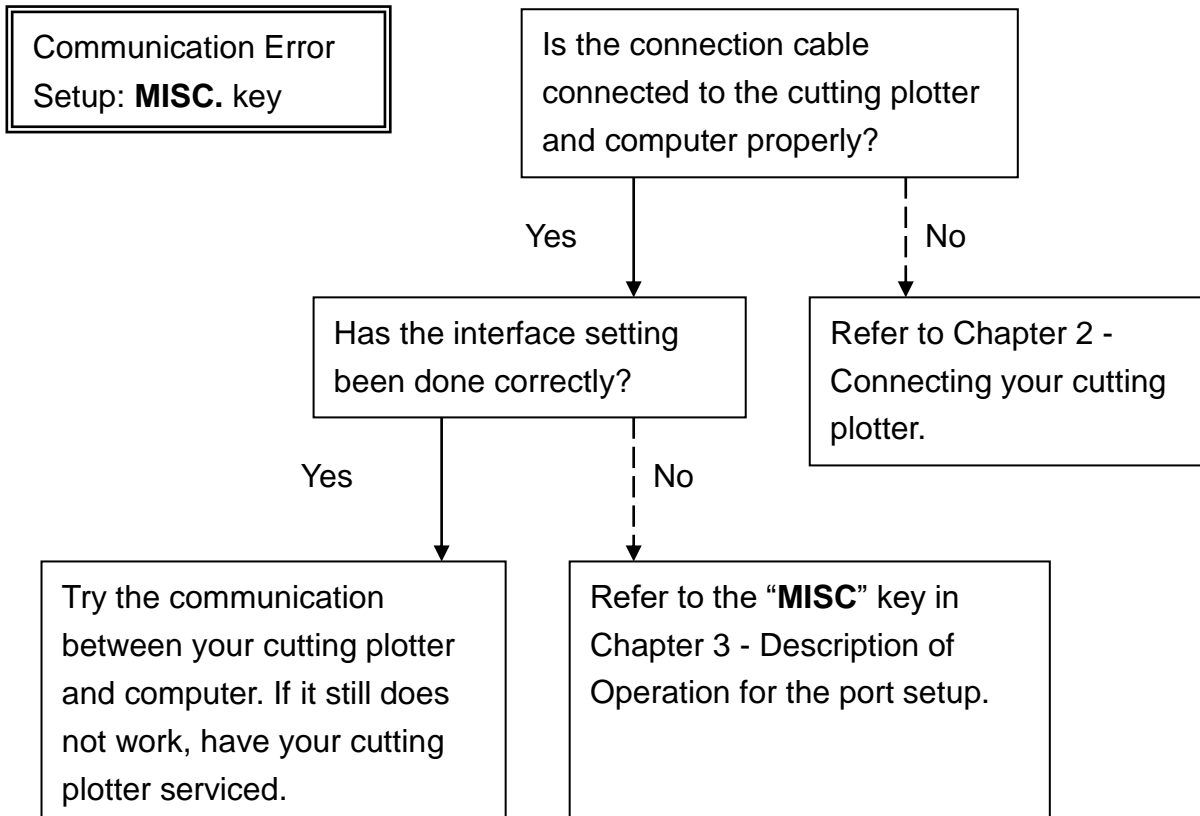 Communication Error
Setup: MISC. key
Is the connection cable
connected to the cutting plotter
and computer properly?
Yes
No
Has the interface setting
been done correctly?
Refer to Chapter 2 -
Connecting your cutting
plotter.
Yes
No
Try the communication
between your cutting plotter
and computer. If it still does
not work, have your cutting
plotter serviced.
Refer to the “MISC” key in
Chapter 3 - Description of
Operation for the port setup.